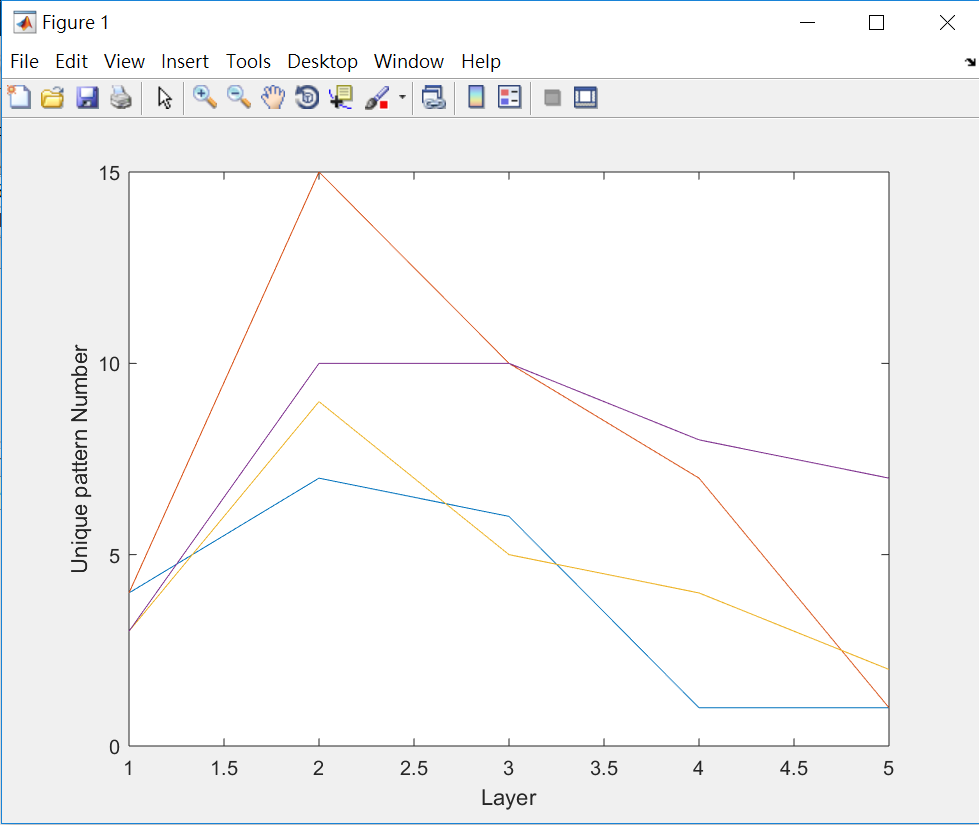 Figure 1
File Edit View Insert Tools Desktop Window Help
15
10
5
0
Unique pattern Number
1 1.5 2 2.5 3 3.5 4 4.5 5
Layer